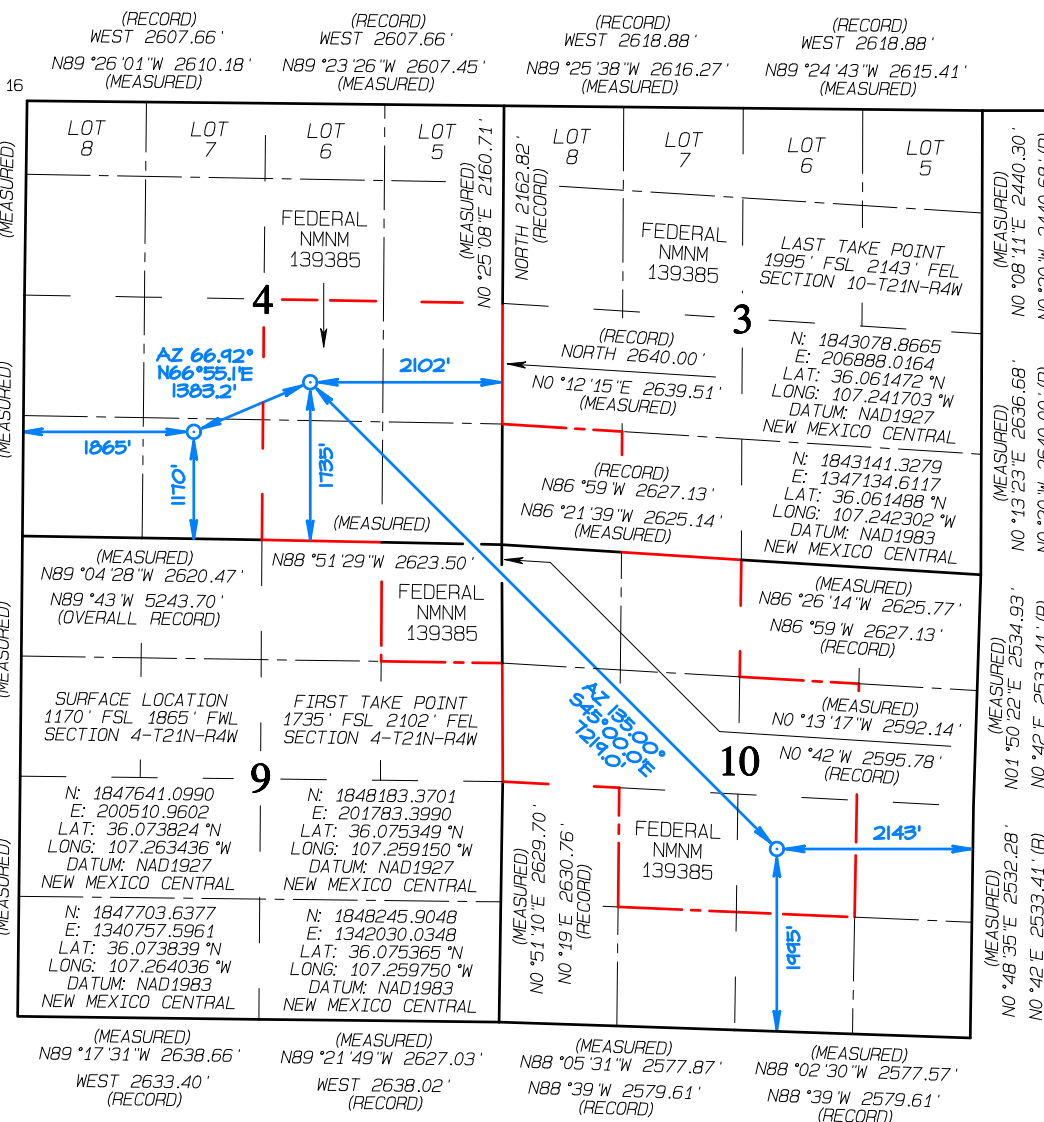 (RECORD)
WEST 2607.66'
N89°26'01"W 2610.18'
(MEASURED)
(RECORD)
WEST 2607.66'
N89°23'26"W 2607.45'
(MEASURED)
(RECORD)
WEST 2618.88'
N89°25'38"W 2616.27'
(MEASURED)
(RECORD)
WEST 2618.88'
N89°24'43"W 2615.41'
(MEASURED)
16
LOT
8
LOT
7
LOT
6
LOT
5
LOT
8
LOT
7
LOT
6
LOT
5
(MEASURED)
(MEASURED)
N0°25'08"E 2160.71'
NORTH 2162.82'
(RECORD)
(MEASURED)
N0°08'11"E 2440.30'
FEDERAL
NMNM
139385
FEDERAL
NMNM
139385
LAST TAKE POINT
1995' FSL 2143' FEL
SECTION 10-T21N-R4W
4
3
AZ 66.92°
N66°55.1'E
1383.2'
2102'
(RECORD)
NORTH 2640.00'
N0°12'15"E 2639.51'
(MEASURED)
N: 1843078.8665
E: 206888.0164
LAT: 36.061472°N
LONG: 107.241703°W
DATUM: NAD1927
NEW MEXICO CENTRAL
(MEASURED)
(MEASURED)
N0°13'23"E 2636.68'
1865'
1170'
1735'
(RECORD)
N86°59'W 2627.13'
N86°21'39"W 2625.14'
(MEASURED)
N: 1843141.3279
E: 1347134.6117
LAT: 36.061488°N
LONG: 107.242302°W
DATUM: NAD1983
NEW MEXICO CENTRAL
(MEASURED)
(MEASURED)
N89°04'28"W 2620.47'
N89°43'W 5243.70'
(OVERALL RECORD)
N88°51'29"W 2623.50'
FEDERAL
NMNM
139385
(MEASURED)
N86°26'14"W 2625.77'
N86°59'W 2627.13'
(RECORD)
(MEASURED)
(MEASURED)
N01°50'22"E 2534.93'
N0°42'E 2533.41'(R)
SURFACE LOCATION
1170' FSL 1865' FWL
SECTION 4-T21N-R4W
FIRST TAKE POINT
1735' FSL 2102' FEL
SECTION 4-T21N-R4W
AZ 135.00°
S45°00.0'E
7219.0'
(MEASURED)
N0°13'17"W 2592.14'
N0°42'W 2595.78'
(RECORD)
9
10
N: 1847641.0990
E: 200510.9602
LAT: 36.073824°N
LONG: 107.263436°W
DATUM: NAD1927
NEW MEXICO CENTRAL
N: 1848183.3701
E: 201783.3990
LAT: 36.075349°N
LONG: 107.259150°W
DATUM: NAD1927
NEW MEXICO CENTRAL
(MEASURED)
N0°51'10"E 2629.70'
N0°19'E 2630.76'
(RECORD)
FEDERAL
NMNM
139385
2143'
1995'
(MEASURED)
(MEASURED)
N0°48'35"E 2532.28'
N0°42'E 2533.41'(R)
N: 1847703.6377
E: 1340757.5961
LAT: 36.073839°N
LONG: 107.264036°W
DATUM: NAD1983
NEW MEXICO CENTRAL
N: 1848245.9048
E: 1342030.0348
LAT: 36.075365°N
LONG: 107.259750°W
DATUM: NAD1983
NEW MEXICO CENTRAL
(MEASURED)
N89°17'31"W 2638.66'
WEST 2633.40'
(RECORD)
(MEASURED)
N89°21'49"W 2627.03'
WEST 2638.02'
(RECORD)
(MEASURED)
N88°05'31"W 2577.87'
N88°39'W 2579.61'
(RECORD)
(MEASURED)
N88°02'30"W 2577.57'
N88°39'W 2579.61'
(RECORD)